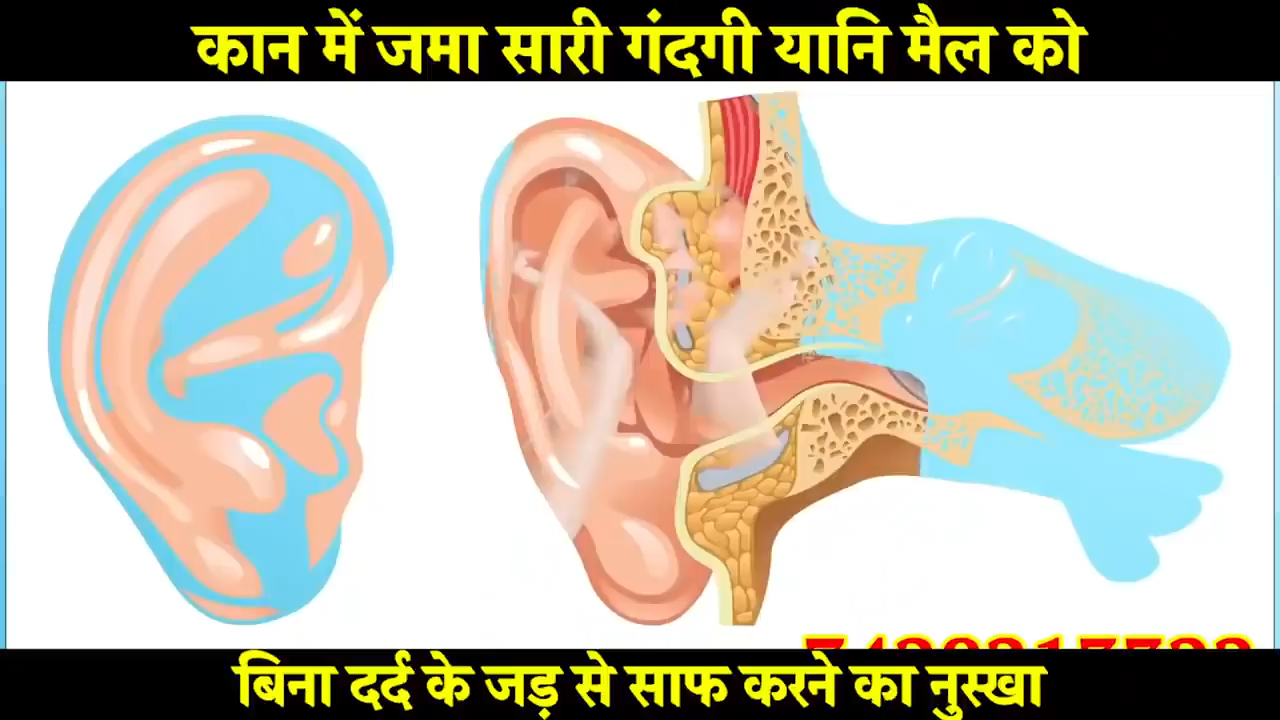 कान में जमा सारी गंदगी यानि मैल को
बिना दर्द के जड़ से साफ करने का नुस्खा